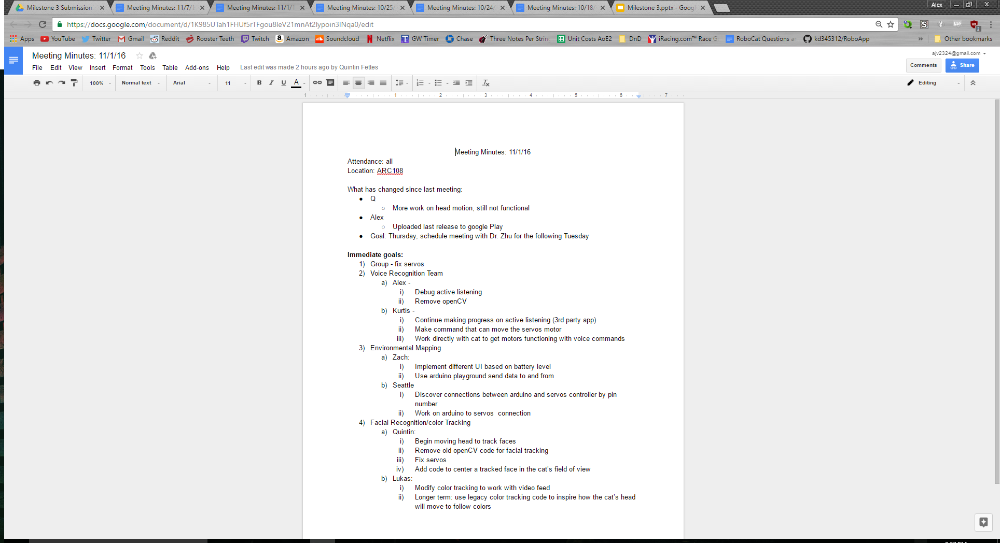 Milestone 3 Submission
Meeting Minutes: 11/7/1
Meeting Minutes: 11/1/1
Meeting Minutes: 10/25/
Meeting Minutes: 10/24/
Meeting Minutes: 10/18/
Milestone 3.pptx - Goog
Alex
https://docs.google.com/document/d/1K985UTah1FHUf5rTFgou8leV21mnAt2lypoin3INqa0/edit
Apps YouTube Twitter Gmail Reddit Rooster Teeth Twitch Amazon Soundcloud Netflix GW Timer Chase Three Notes Per String Unit Costs AoE2 DnD iRacing.com™ Race G RoboCat Questions a kd345312/RoboApp » Other bookmarks
Meeting Minutes: 11/1/16
ajv2324@gmail.com
File Edit View Insert Format Tools Table Add-ons Help Last edit was made 2 hours ago by Quintin Fettes
Comments Share
100% Normal text Arial 11 B I U A Editing
1 1 2 3 4 5 6 7
Meeting Minutes: 11/1/16
Attendance: all
Location: ARC108
What has changed since last meeting:
● Q
○ More work on head motion, still not functional
● Alex
○ Uploaded last release to google Play
● Goal: Thursday, schedule meeting with Dr. Zhu for the following Tuesday
Immediate goals:
1) Group - fix servos
2) Voice Recognition Team
a) Alex -
i) Debug active listening
ii) Remove openCV
b) Kurtis -
i) Continue making progress on active listening (3rd party app)
ii) Make command that can move the servos motor
iii) Work directly with cat to get motors functioning with voice commands
3) Environmental Mapping
a) Zach:
i) Implement different UI based on battery level
ii) Use arduino playground send data to and from
b) Seattle
i) Discover connections between arduino and servos controller by pin
number
ii) Work on arduino to servos connection
4) Facial Recognition/color Tracking
a) Quintin:
i) Begin moving head to track faces
ii) Remove old openCV code for facial tracking
iii) Fix servos
iv) Add code to center a tracked face in the cat's field of view
b) Lukas:
i) Modify color tracking to work with video feed
ii) Longer term: use legacy color tracking code to inspire how the cat's head
will move to follow colors